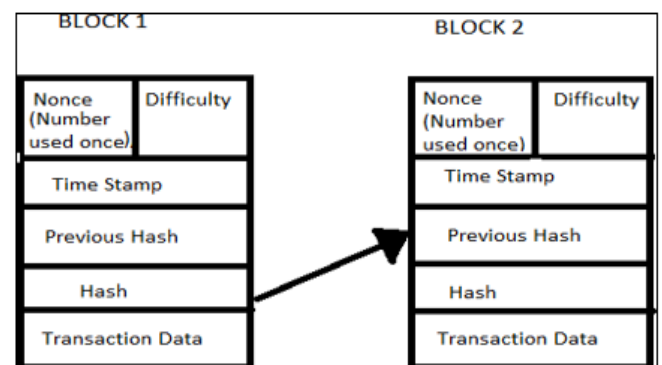 BLOCK 1
Nonce
(Number
used once).
Difficulty
Time Stamp
Previous Hash
Hash
Transaction Data
BLOCK 2
Nonce
(Number
used once)
Difficulty
Time Stamp
Previous Hash
Hash
Transaction Data